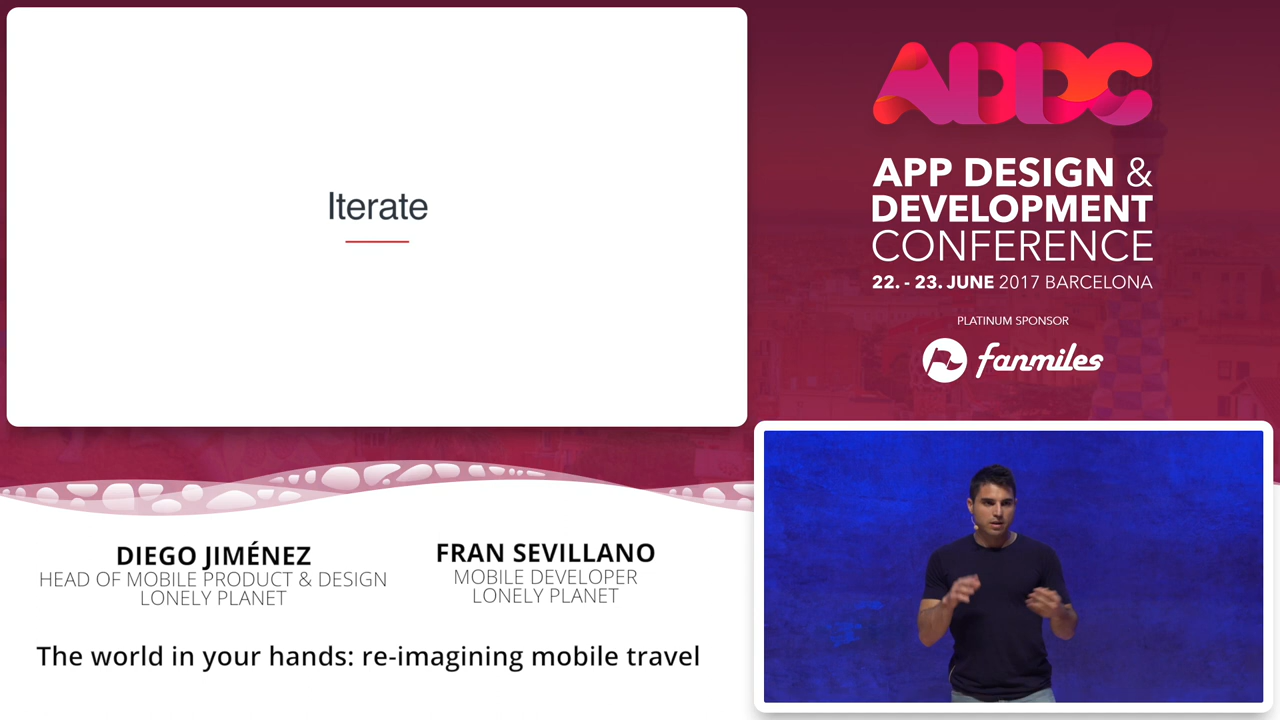 Iterate
ADDC
APP DESIGN &
DEVELOPMENT
CONFERENCE
22. - 23. JUNE 2017 BARCELONA
PLATINUM SPONSOR
fanmiles
DIEGO JIMÉNEZ
HEAD OF MOBILE PRODUCT & DESIGN
LONELY PLANET
FRAN SEVILLANO
MOBILE DEVELOPER
LONELY PLANET
The world in your hands: re-imagining mobile travel